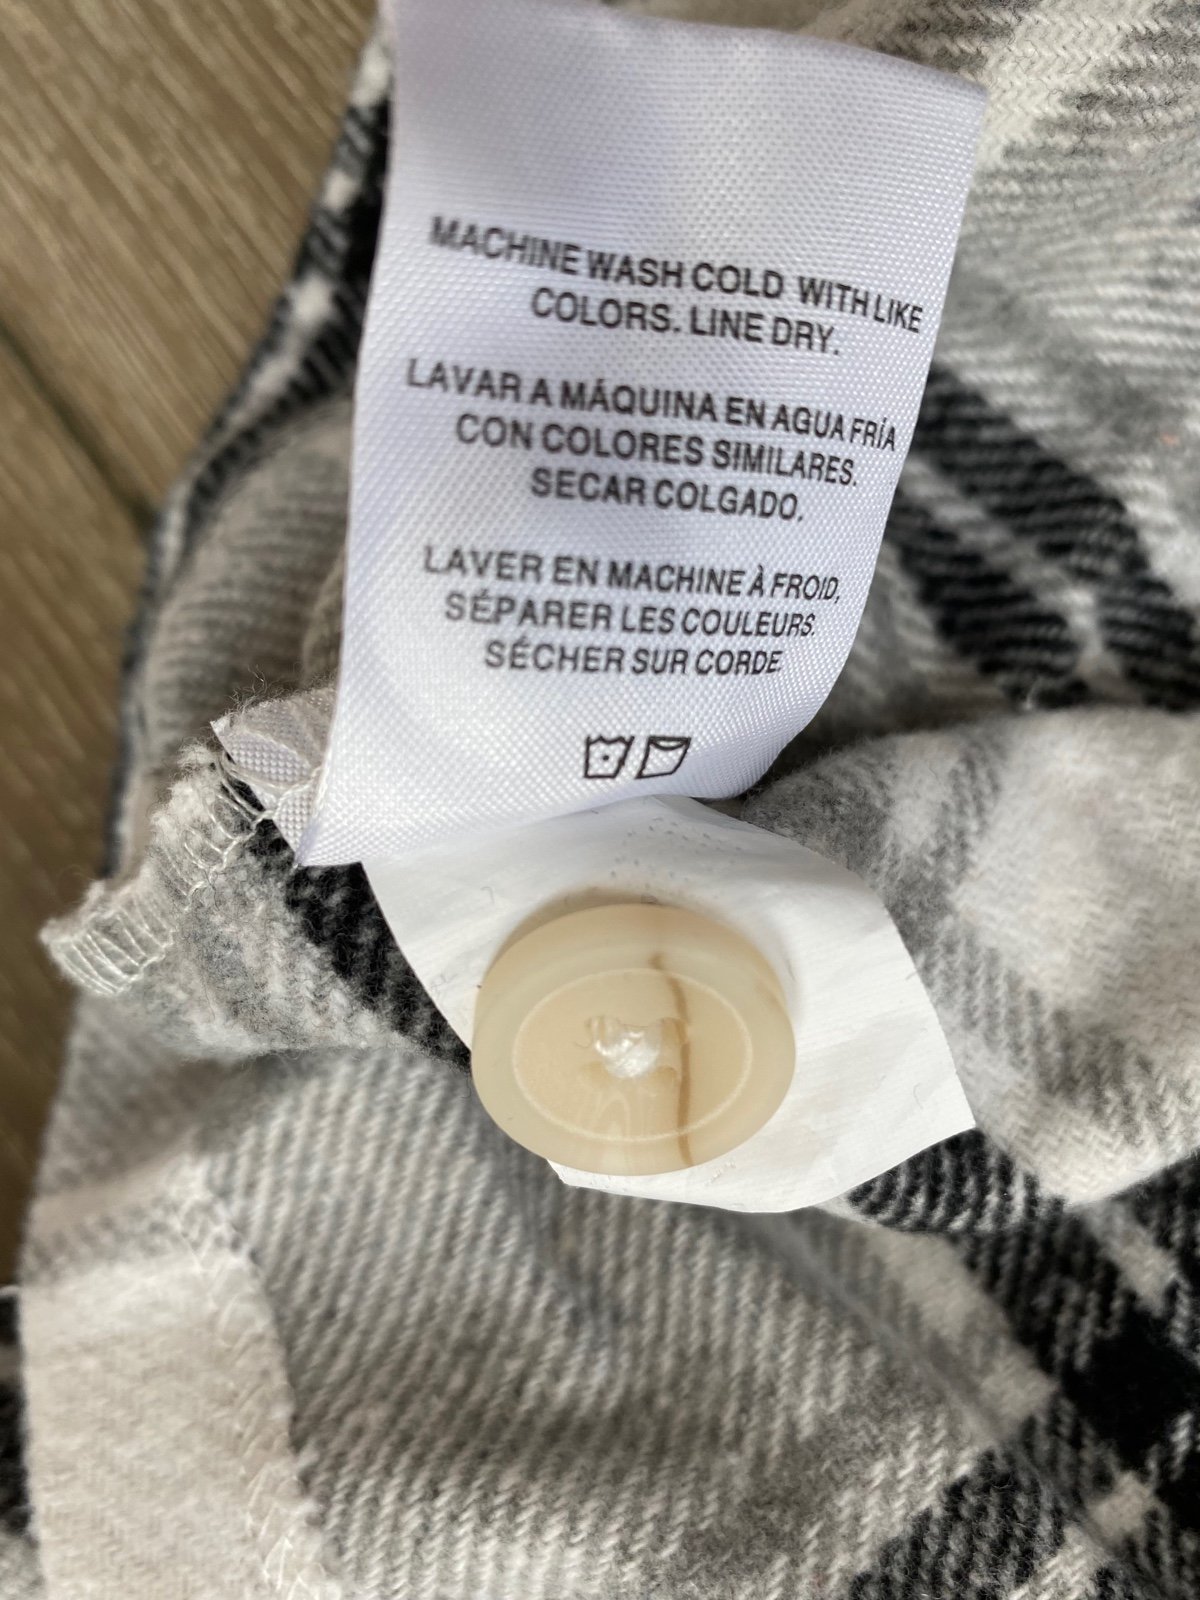 MACHINE WASH COLD WITH LIKE
COLORS. LINE DRY.
LAVAR A MÁQUINA EN AGUA FRÍA
CON COLORES SIMILARES.
SECAR COLGADO.
LAVER EN MACHINE À FROID,
SÉPARER LES COULEURS.
SÉCHER SUR CORDE